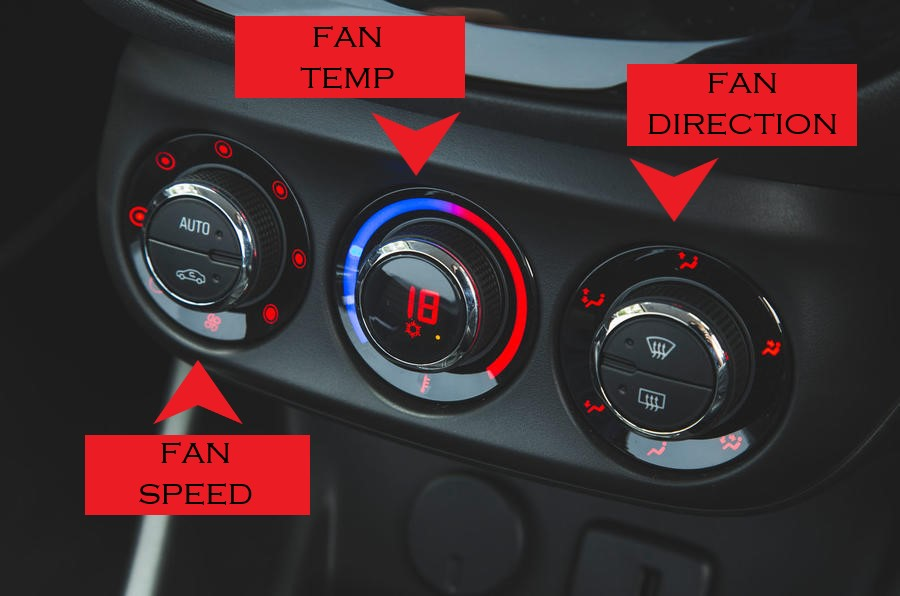 FAN
TEMP
FAN
DIRECTION
AUTO
18
FAN
SPEED